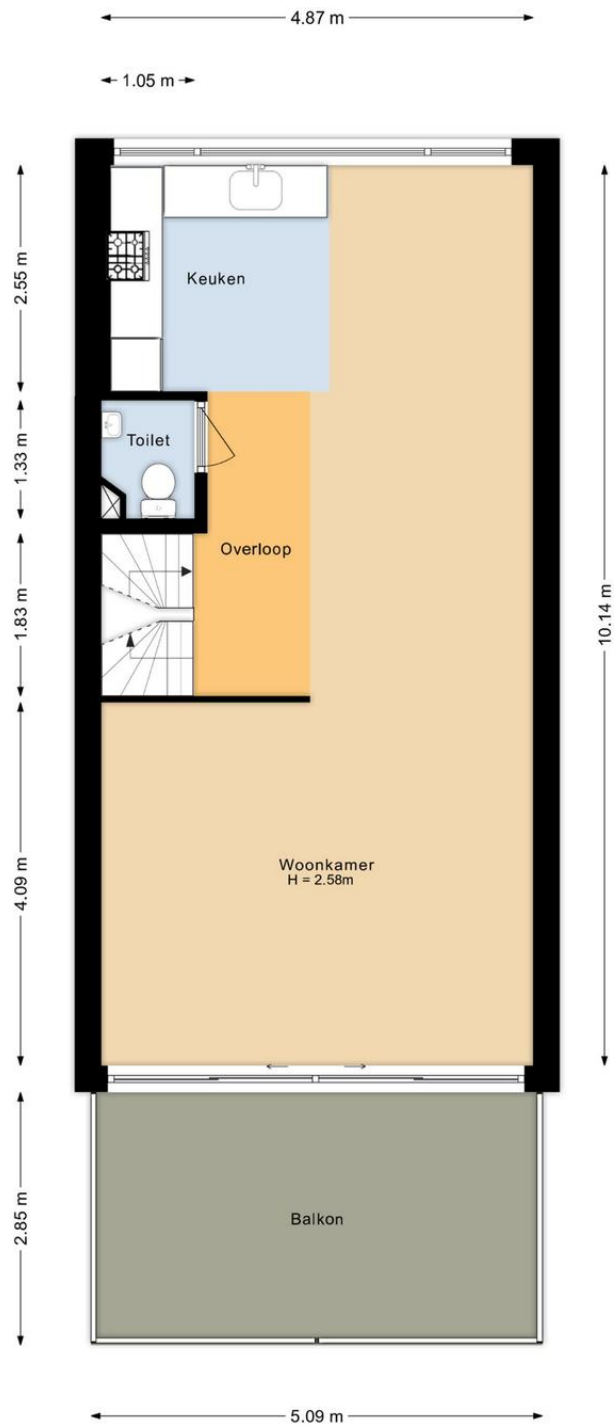 4.87 m
1.05 m
2.55 m
Keuken
1.33 m
Toilet
Overloop
1.83 m
10.14 m
4.09 m
Woonkamer
H = 2.58m
2.85 m
Balkon
5.09 m